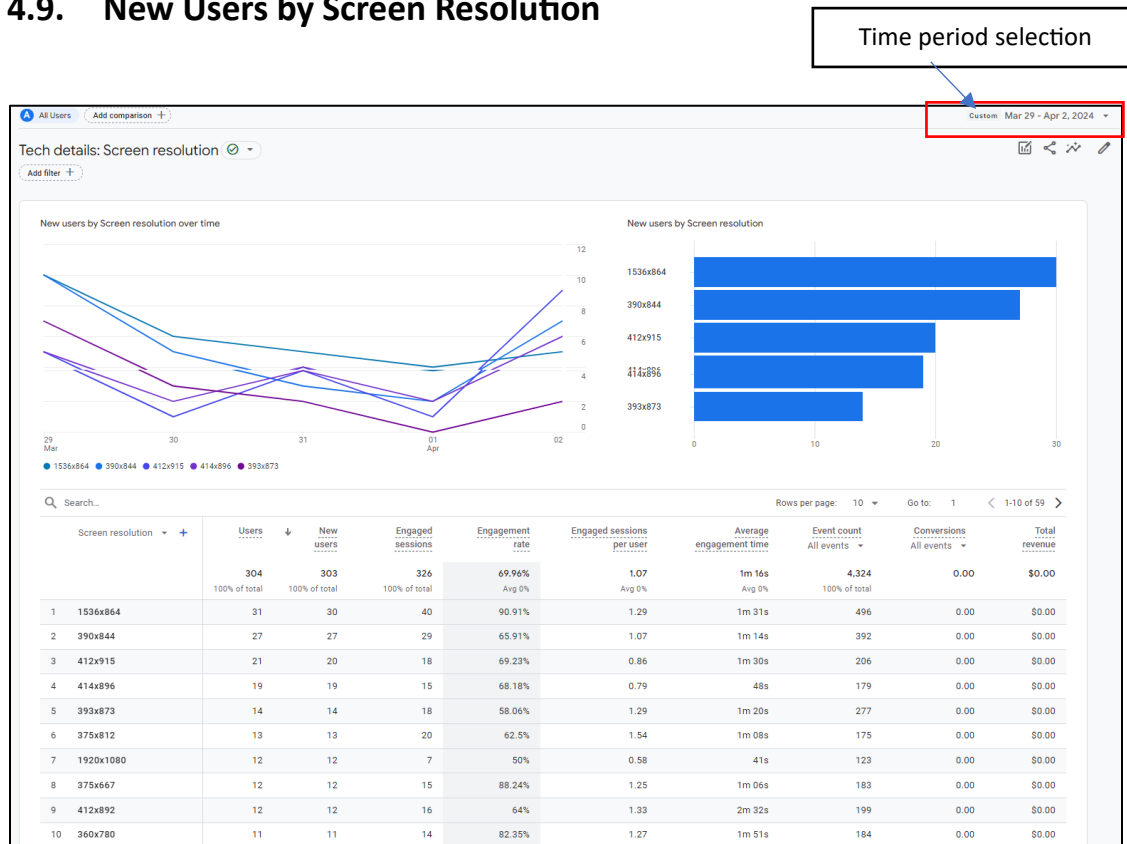 4.9. New Users by Screen Resolution
Time period selection
A All Users Add comparison +
Custom Mar 29 - Apr 2, 2024
Tech details: Screen resolution
Add filter +
New users by Screen resolution over time
12
10
8
6
4
2
0
29
Mar
30
31
01
Apr
02
1536x864 390x844 412x915 414x896 393x873
New users by Screen resolution
1536x864
390x844
412x915
414x896
414x896
393x873
0 10 20 30
Search...
Rows per page: 10 Go to: 1 < 1-10 of 59 >
Screen resolution + Users ↓ New users Engaged sessions Engagement rate Engaged sessions per user Average engagement time Event count All events Conversions All events Total revenue
304 303 326 69.96% 1.07 1m 16s 4,324 0.00 $0.00
100% of total 100% of total 100% of total Avg 0% Avg 0% Avg 0% 100% of total
1 1536x864 31 30 40 90.91% 1.29 1m 31s 496 0.00 $0.00
2 390x844 27 27 29 65.91% 1.07 1m 14s 392 0.00 $0.00
3 412x915 21 20 18 69.23% 0.86 1m 30s 206 0.00 $0.00
4 414x896 19 19 15 68.18% 0.79 48s 179 0.00 $0.00
5 393x873 14 14 18 58.06% 1.29 1m 20s 277 0.00 $0.00
6 375x812 13 13 20 62.5% 1.54 1m 08s 175 0.00 $0.00
7 1920x1080 12 12 7 50% 0.58 41s 123 0.00 $0.00
8 375x667 12 12 15 88.24% 1.25 1m 06s 183 0.00 $0.00
9 412x892 12 12 16 64% 1.33 2m 32s 199 0.00 $0.00
10 360x780 11 11 14 82.35% 1.27 1m 51s 184 0.00 $0.00